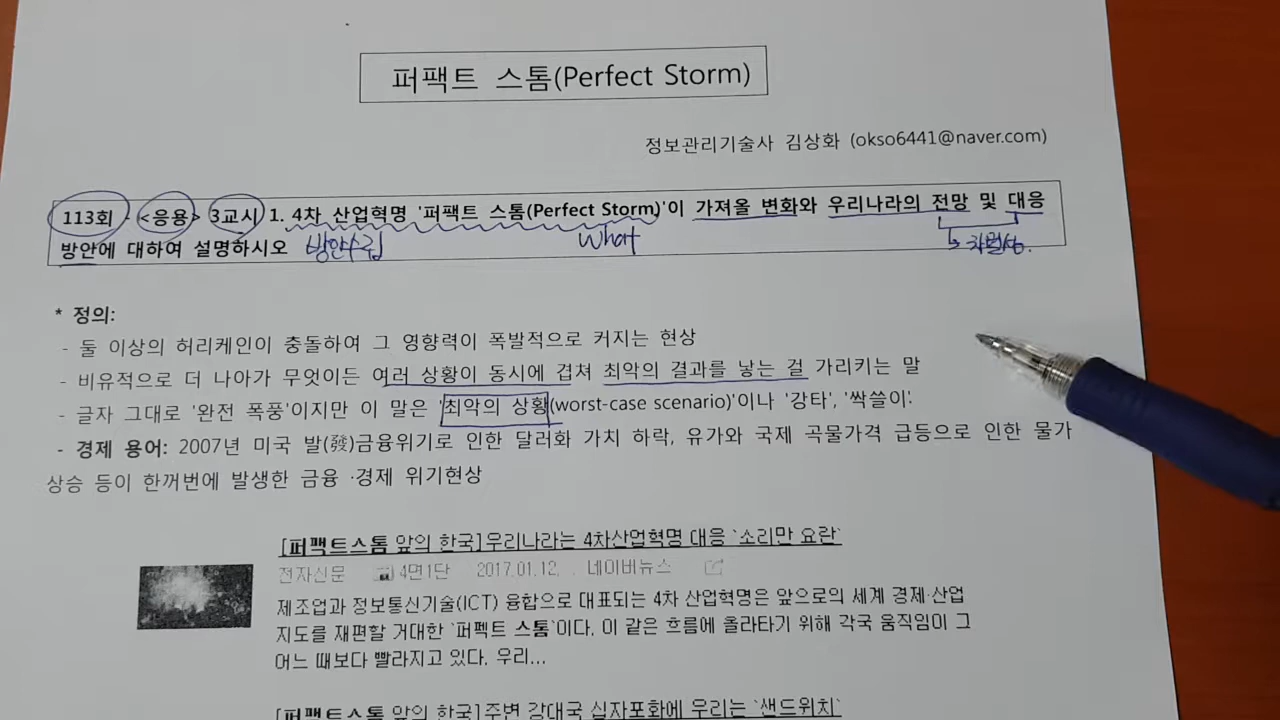 퍼팩트 스톰(Perfect Storm)
정보관리기술사 김상화 (okso6441@naver.com)
113회 - <응용> 3교시 1. 4차 산업혁명 '퍼팩트 스톰(Perfect Storm)'이 가져올 변화와 우리나라의 전망 및 대응
방안에 대하여 설명하시오 방안수립 What 차별성.
* 정의:
- 둘 이상의 허리케인이 충돌하여 그 영향력이 폭발적으로 커지는 현상
- 비유적으로 더 나아가 무엇이든 여러 상황이 동시에 겹쳐 최악의 결과를 낳는 걸 가리키는 말
- 글자 그대로 '완전 폭풍'이지만 이 말은 '최악의 상황(worst-case scenario)'이나 '강타', '싹쓸이'.
- 경제 용어: 2007년 미국 발(發)금융위기로 인한 달러화 가치 하락, 유가와 국제 곡물가격 급등으로 인한 물가
상승 등이 한꺼번에 발생한 금융 ·경제 위기현상
[퍼팩트스톰 앞의 한국]우리나라는 4차산업혁명 대응 `소리만 요란`
전자신문 4면1단 2017.01.12. 네이버뉴스
제조업과 정보통신기술(ICT) 융합으로 대표되는 4차 산업혁명은 앞으로의 세계 경제·산업
지도를 재편할 거대한 `퍼펙트 스톰`이다. 이 같은 흐름에 올라타기 위해 각국 움직임이 그
어느 때보다 빨라지고 있다. 우리...
[퍼팩트스톰 앞의 한국]주변 강대국 십자포화에 우리는 `샌드위치`